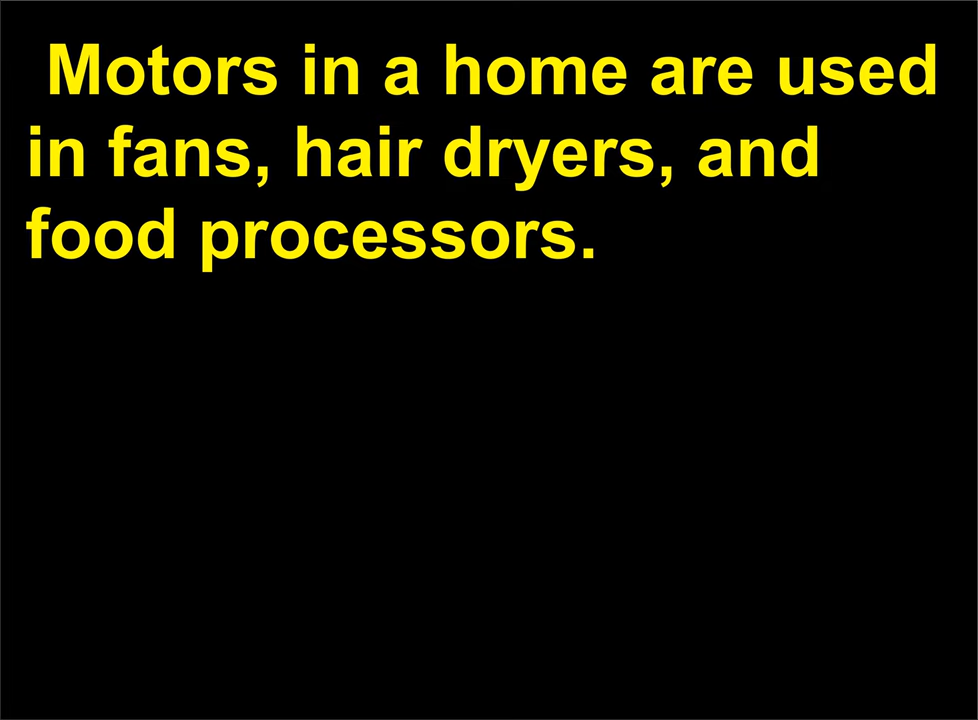 Motors in a home are used
in fans, hair dryers, and
food processors.